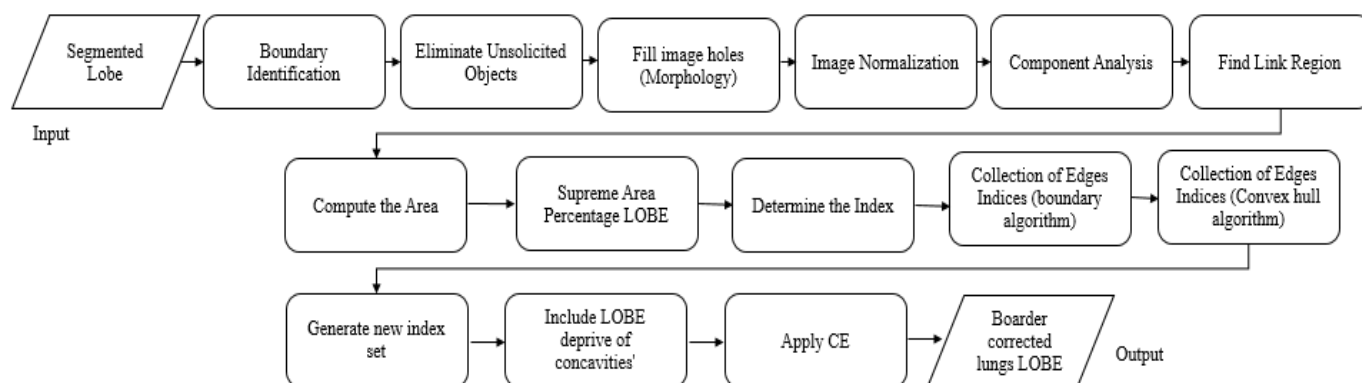 Segmented
Lobe
Input
Boundary
Identification
Eliminate Unsolicited
Objects
Fill image holes
(Morphology)
Image Normalization
Component Analysis
Find Link Region
Compute the Area
Supreme Area
Percentage LOBE
Determine the Index
Collection of Edges
Indices (boundary
algorithm)
Collection of Edges
Indices (Convex hull
algorithm)
Generate new index
set
Include LOBE
deprive of
concavities'
Apply CE
Boarder
corrected
lungs LOBE
Output